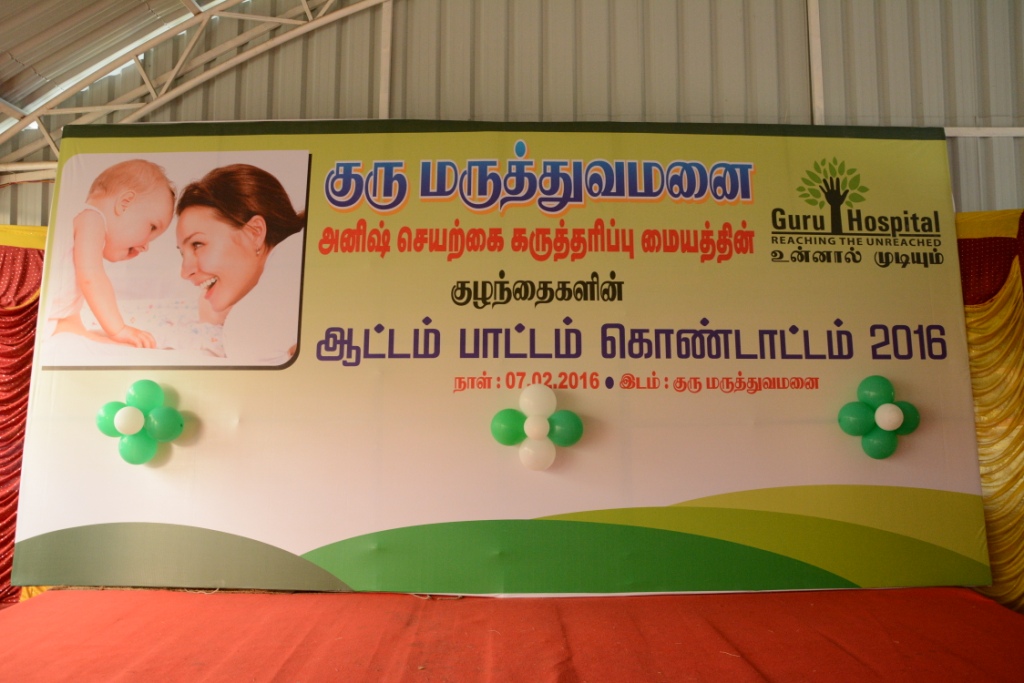 குரு மருத்துவமனை
அனிஷ் செயற்கை கருத்தரிப்பு மையத்தின்
குழந்தைகளின்
ஆட்டம் பாட்டம் கொண்டாட்டம் 2016
நாள் : 07.02.2016 • இடம் : குரு மருத்துவமனை
Guru Hospital
REACHING THE UNREACHED
உன்னால் முடியும்